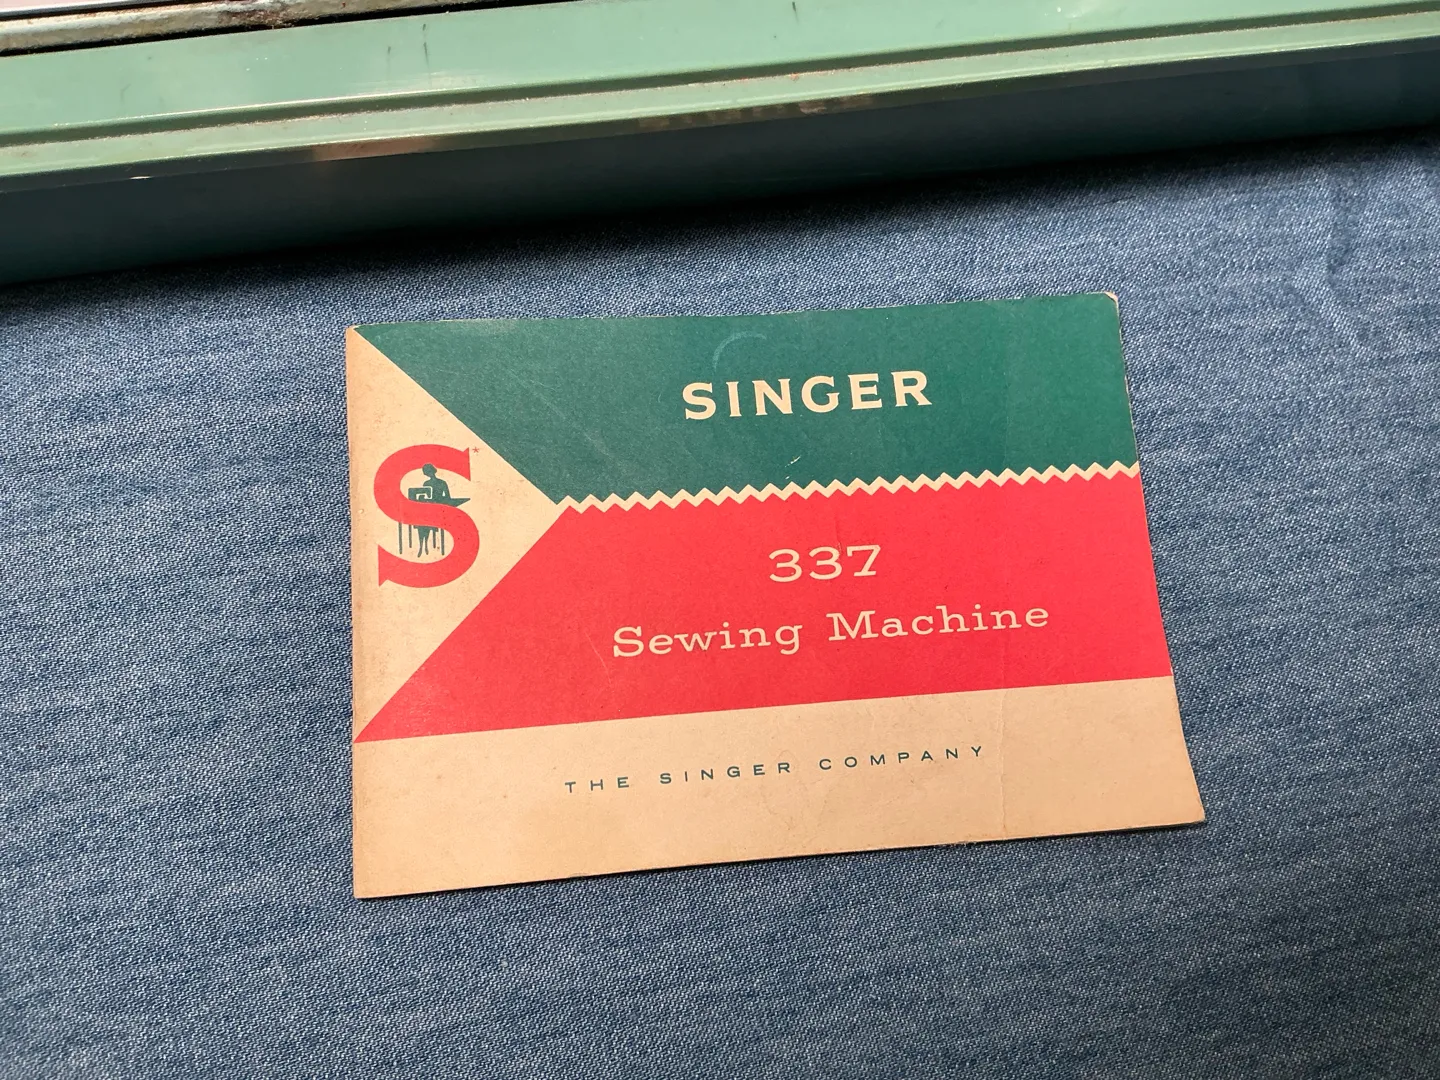 SINGER
S*
337
Sewing Machine
THE SINGER COMPANY